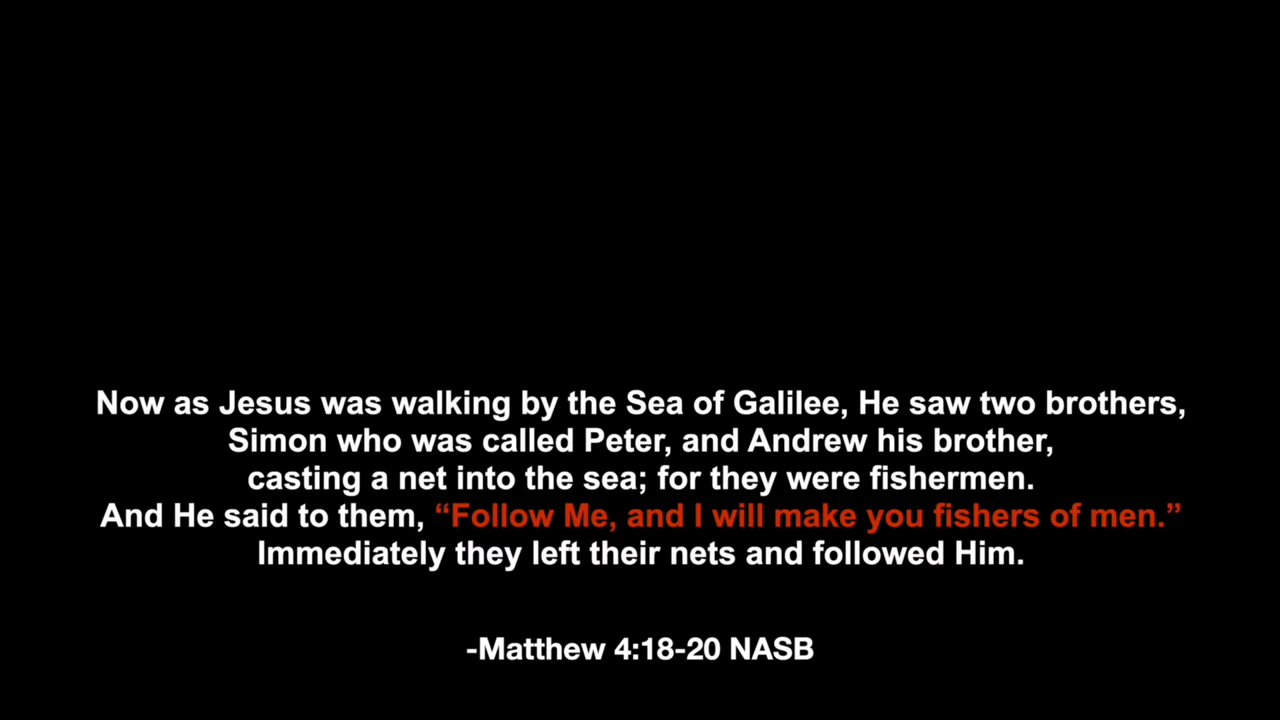 Now as Jesus was walking by the Sea of Galilee, He saw two brothers,
Simon who was called Peter, and Andrew his brother,
casting a net into the sea; for they were fishermen.
And He said to them, “Follow Me, and I will make you fishers of men.”
Immediately they left their nets and followed Him.
-Matthew 4:18-20 NASB